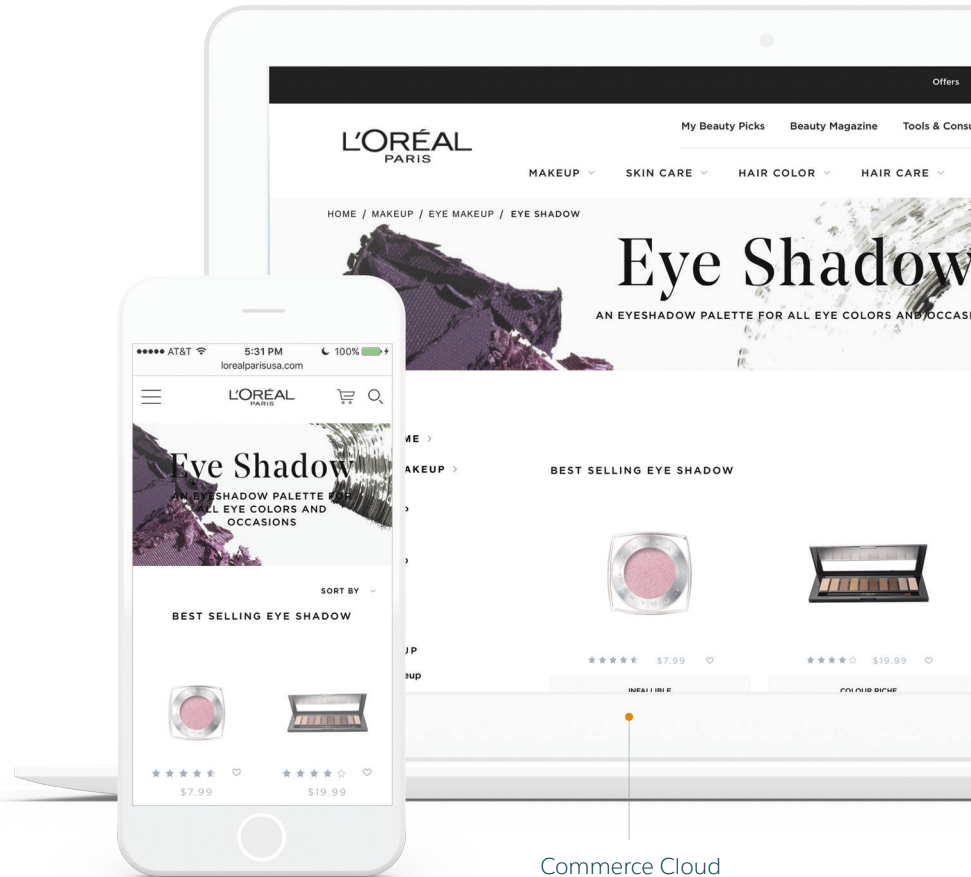 Offers
My Beauty Picks Beauty Magazine Tools &
L'ORÉAL
PARIS
MAKEUP SKIN CARE HAIR COLOR HAIR CARE
HOME / MAKEUP / EYE MAKEUP / EYE SHADOW
Eye Shadow
AN EYESHADOW PALETTE FOR ALL EYE COLORS AND
BEST SELLING EYE SHADOW
$7.99 $19.99
INFALLIBLE COLOUR RICHE
AT&T 5:31 PM 100%
lorealparisusa.com
L'ORÉAL
PARIS
Eye Shadow
AN EYESHADOW PALETTE FOR
ALL EYE COLORS AND
OCCASIONS
SORT BY
BEST SELLING EYE SHADOW
$7.99 $19.99
Commerce Cloud